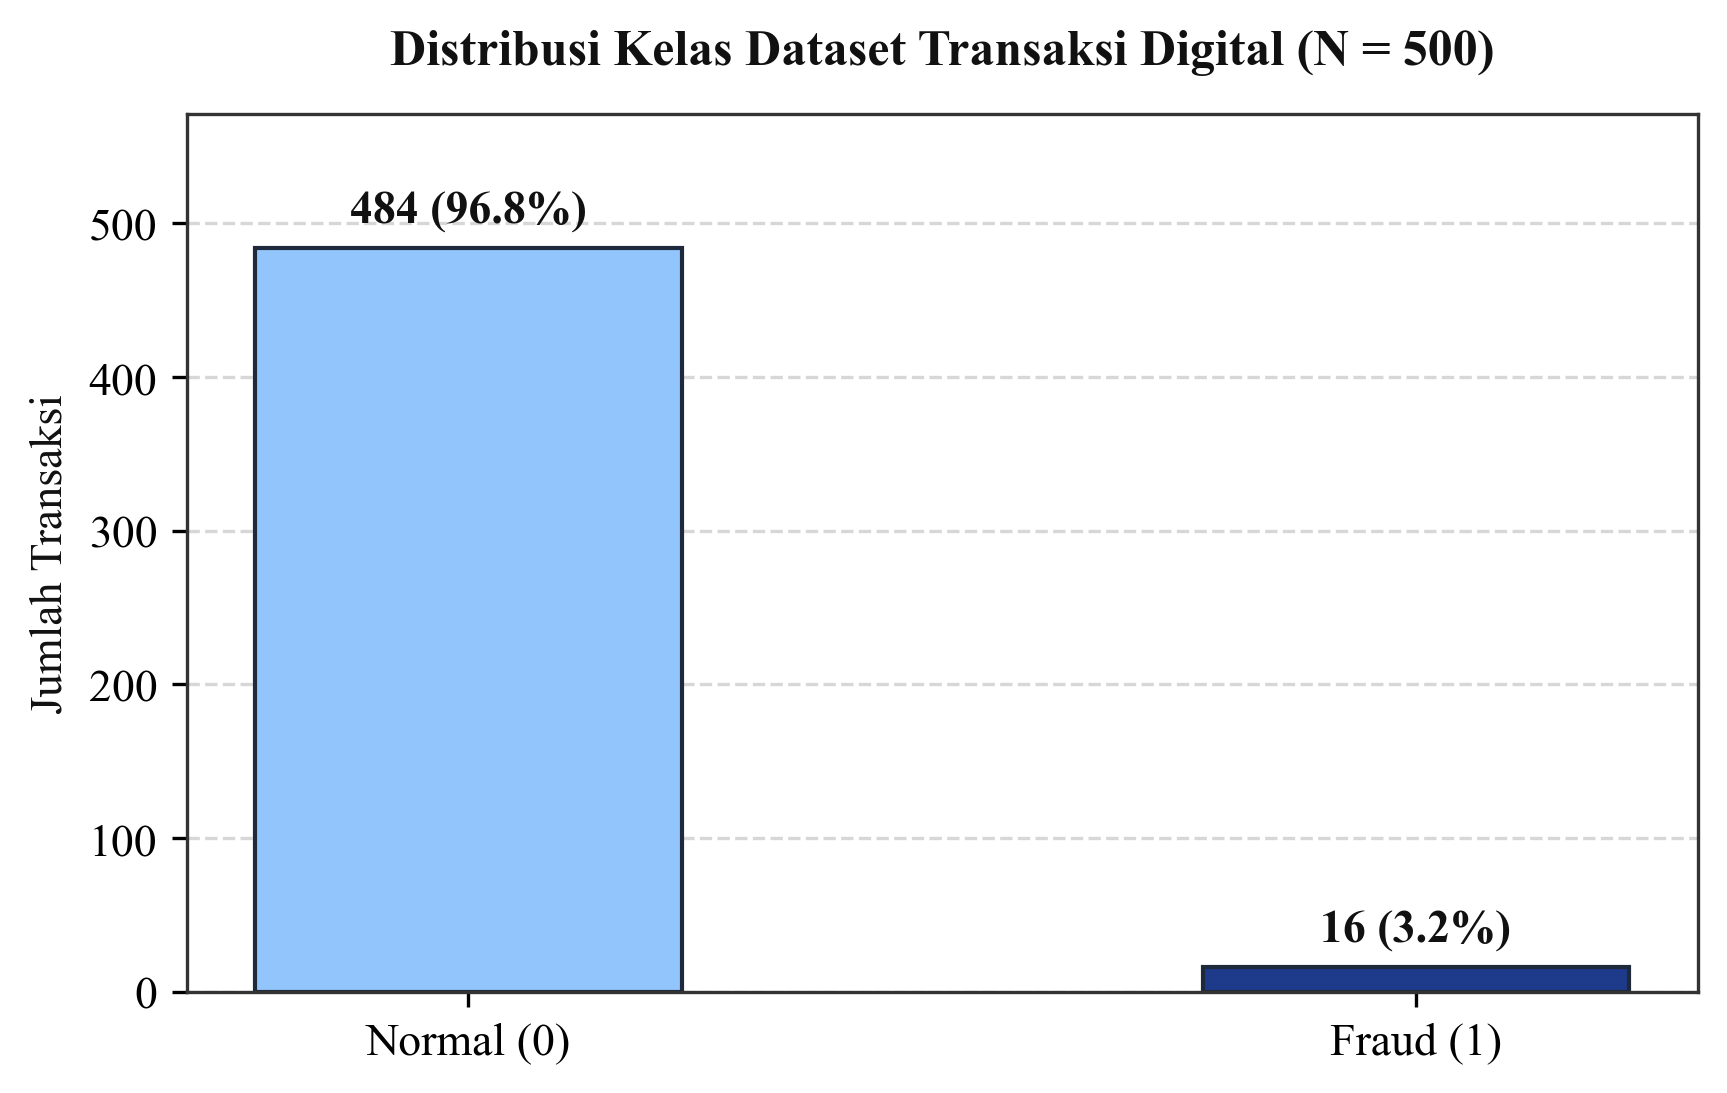 Distribusi Kelas Dataset Transaksi Digital (N = 500)
484 (96.8%)
500
400
300
200
100
0
Jumlah Transaksi
16 (3.2%)
Normal (0)
Fraud (1)